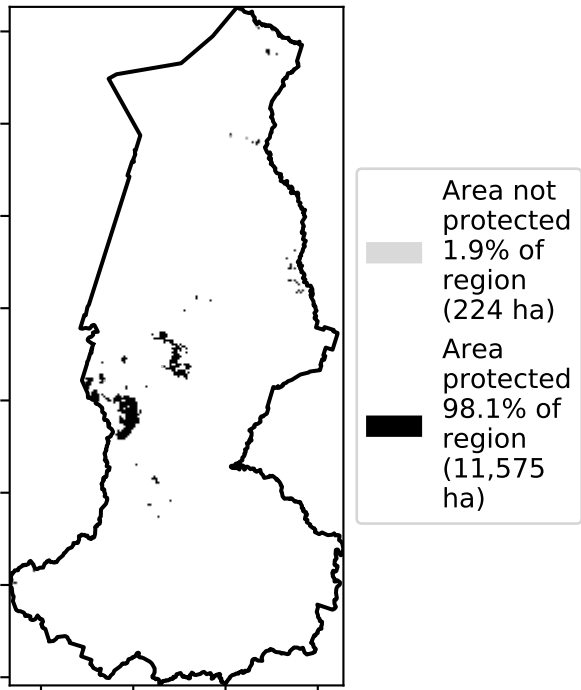 Area not
protected
1.9% of
region
(224 ha)
Area
protected
98.1% of
region
(11,575
ha)